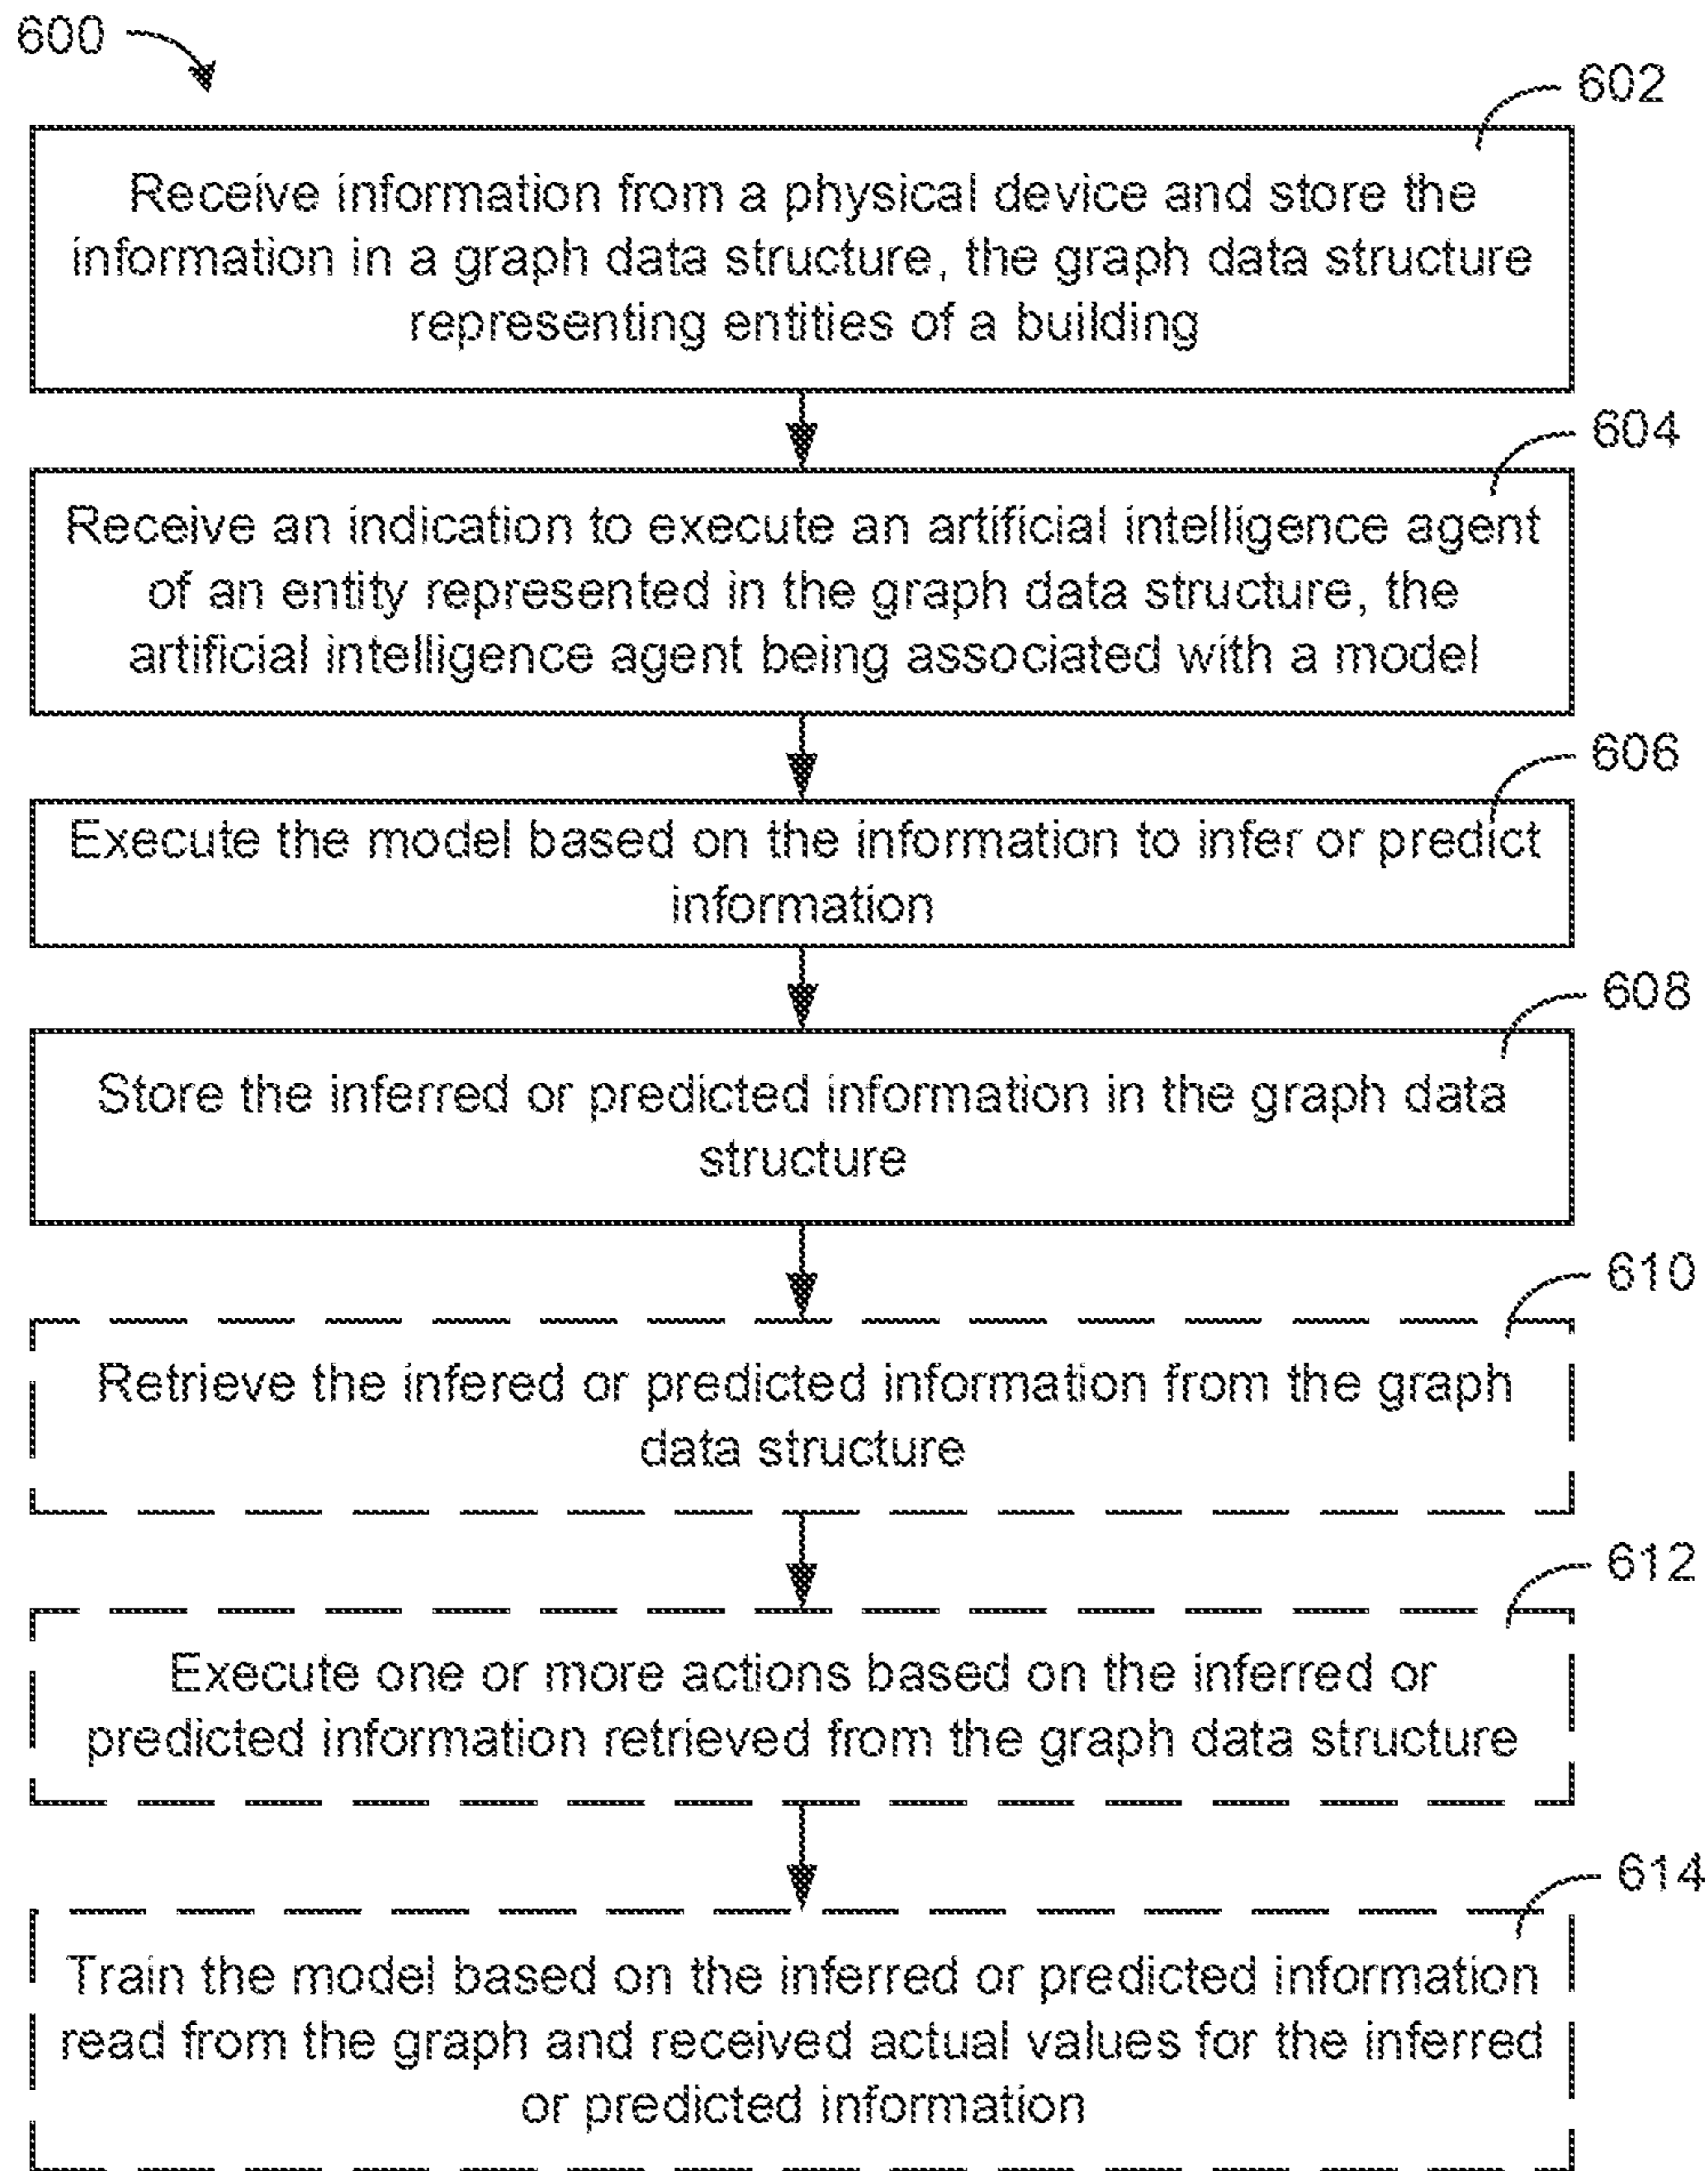 600
602
Receive information from a physical device and store the
information in a graph data structure, the graph data structure
representing entities of a building
604
Receive an indication to execute an artificial intelligence agent
of an entity represented in the graph data structure, the
artificial intelligence agent being associated with a model
606
Execute the model based on the information to infer or predict
information
608
Store the inferred or predicted information in the graph data
structure
610
Retrieve the infered or predicted information from the graph
data structure
612
Execute one or more actions based on the inferred or
predicted information retrieved from the graph data structure
614
Train the model based on the inferred or predicted information
read from the graph and received actual values for the inferred
or predicted information